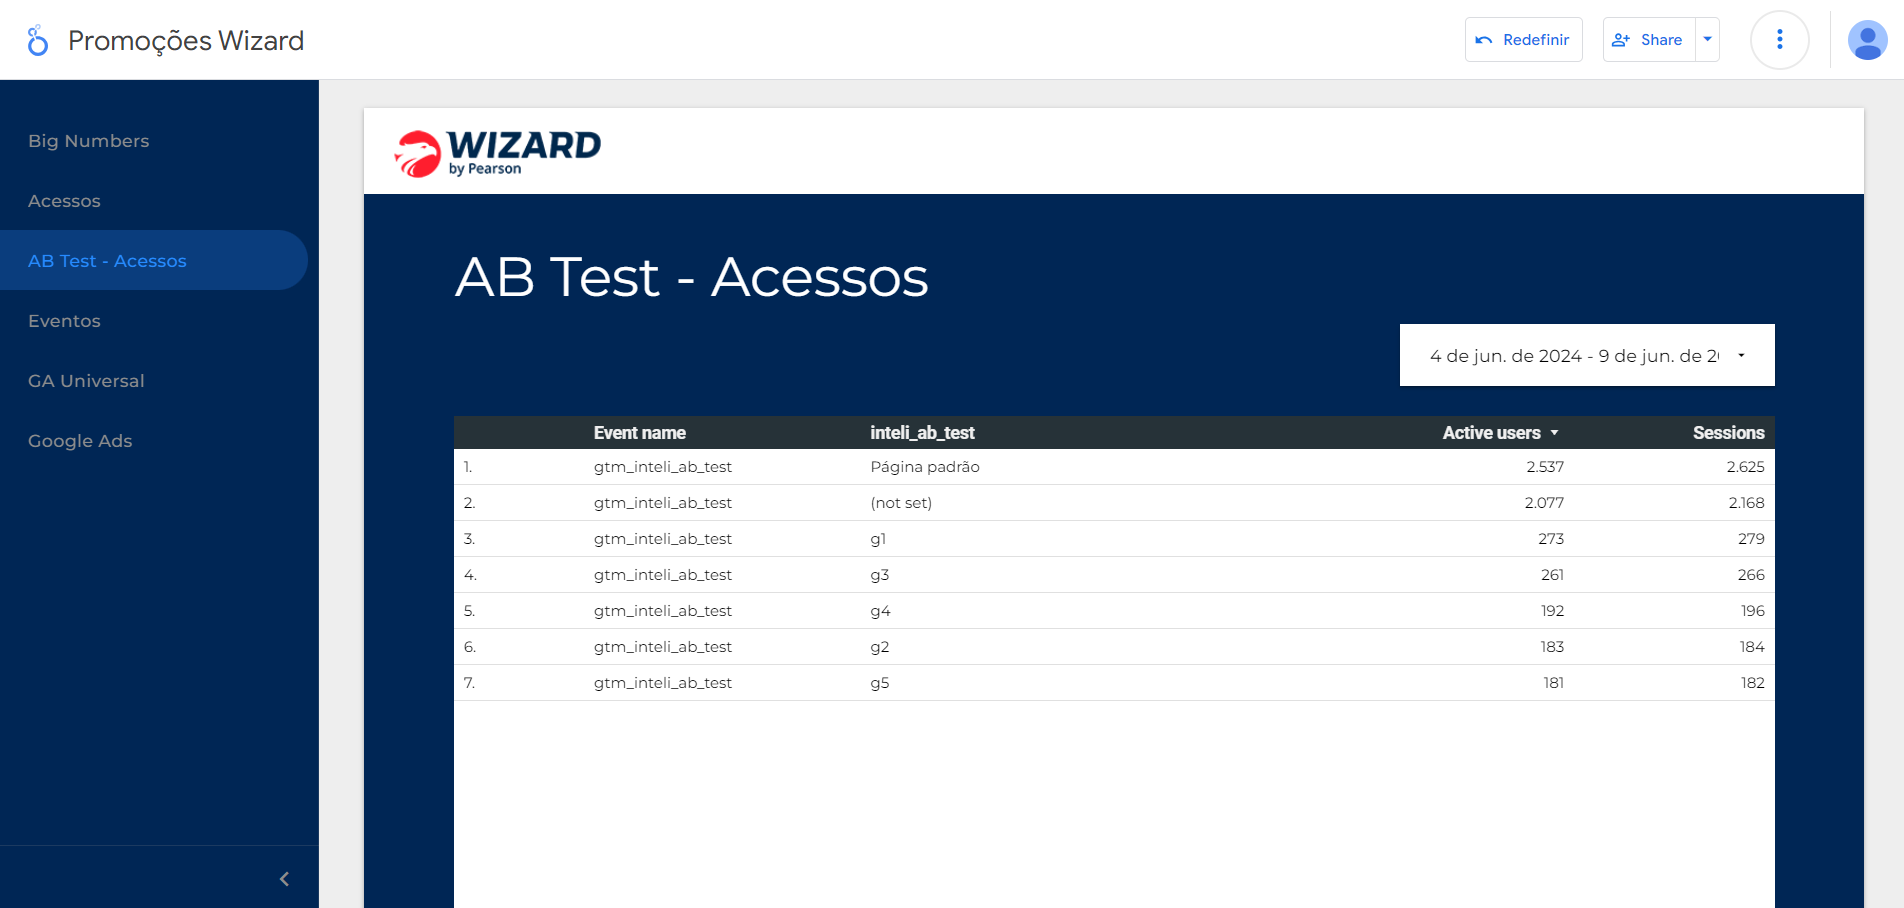 Promoções Wizard
Redefinir
Share
Big Numbers
Acessos
AB Test - Acessos
Eventos
GA Universal
Google Ads
WIZARD
by Pearson
AB Test - Acessos
4 de jun. de 2024 - 9 de jun. de
Event name inteli_ab_test Active users Sessions
1. gtm_inteli_ab_test Página padrão 2.537 2.625
2. gtm_inteli_ab_test (not set) 2.077 2.168
3. gtm_inteli_ab_test g1 273 279
4. gtm_inteli_ab_test g3 261 266
5. gtm_inteli_ab_test g4 192 196
6. gtm_inteli_ab_test g2 183 184
7. gtm_inteli_ab_test g5 181 182